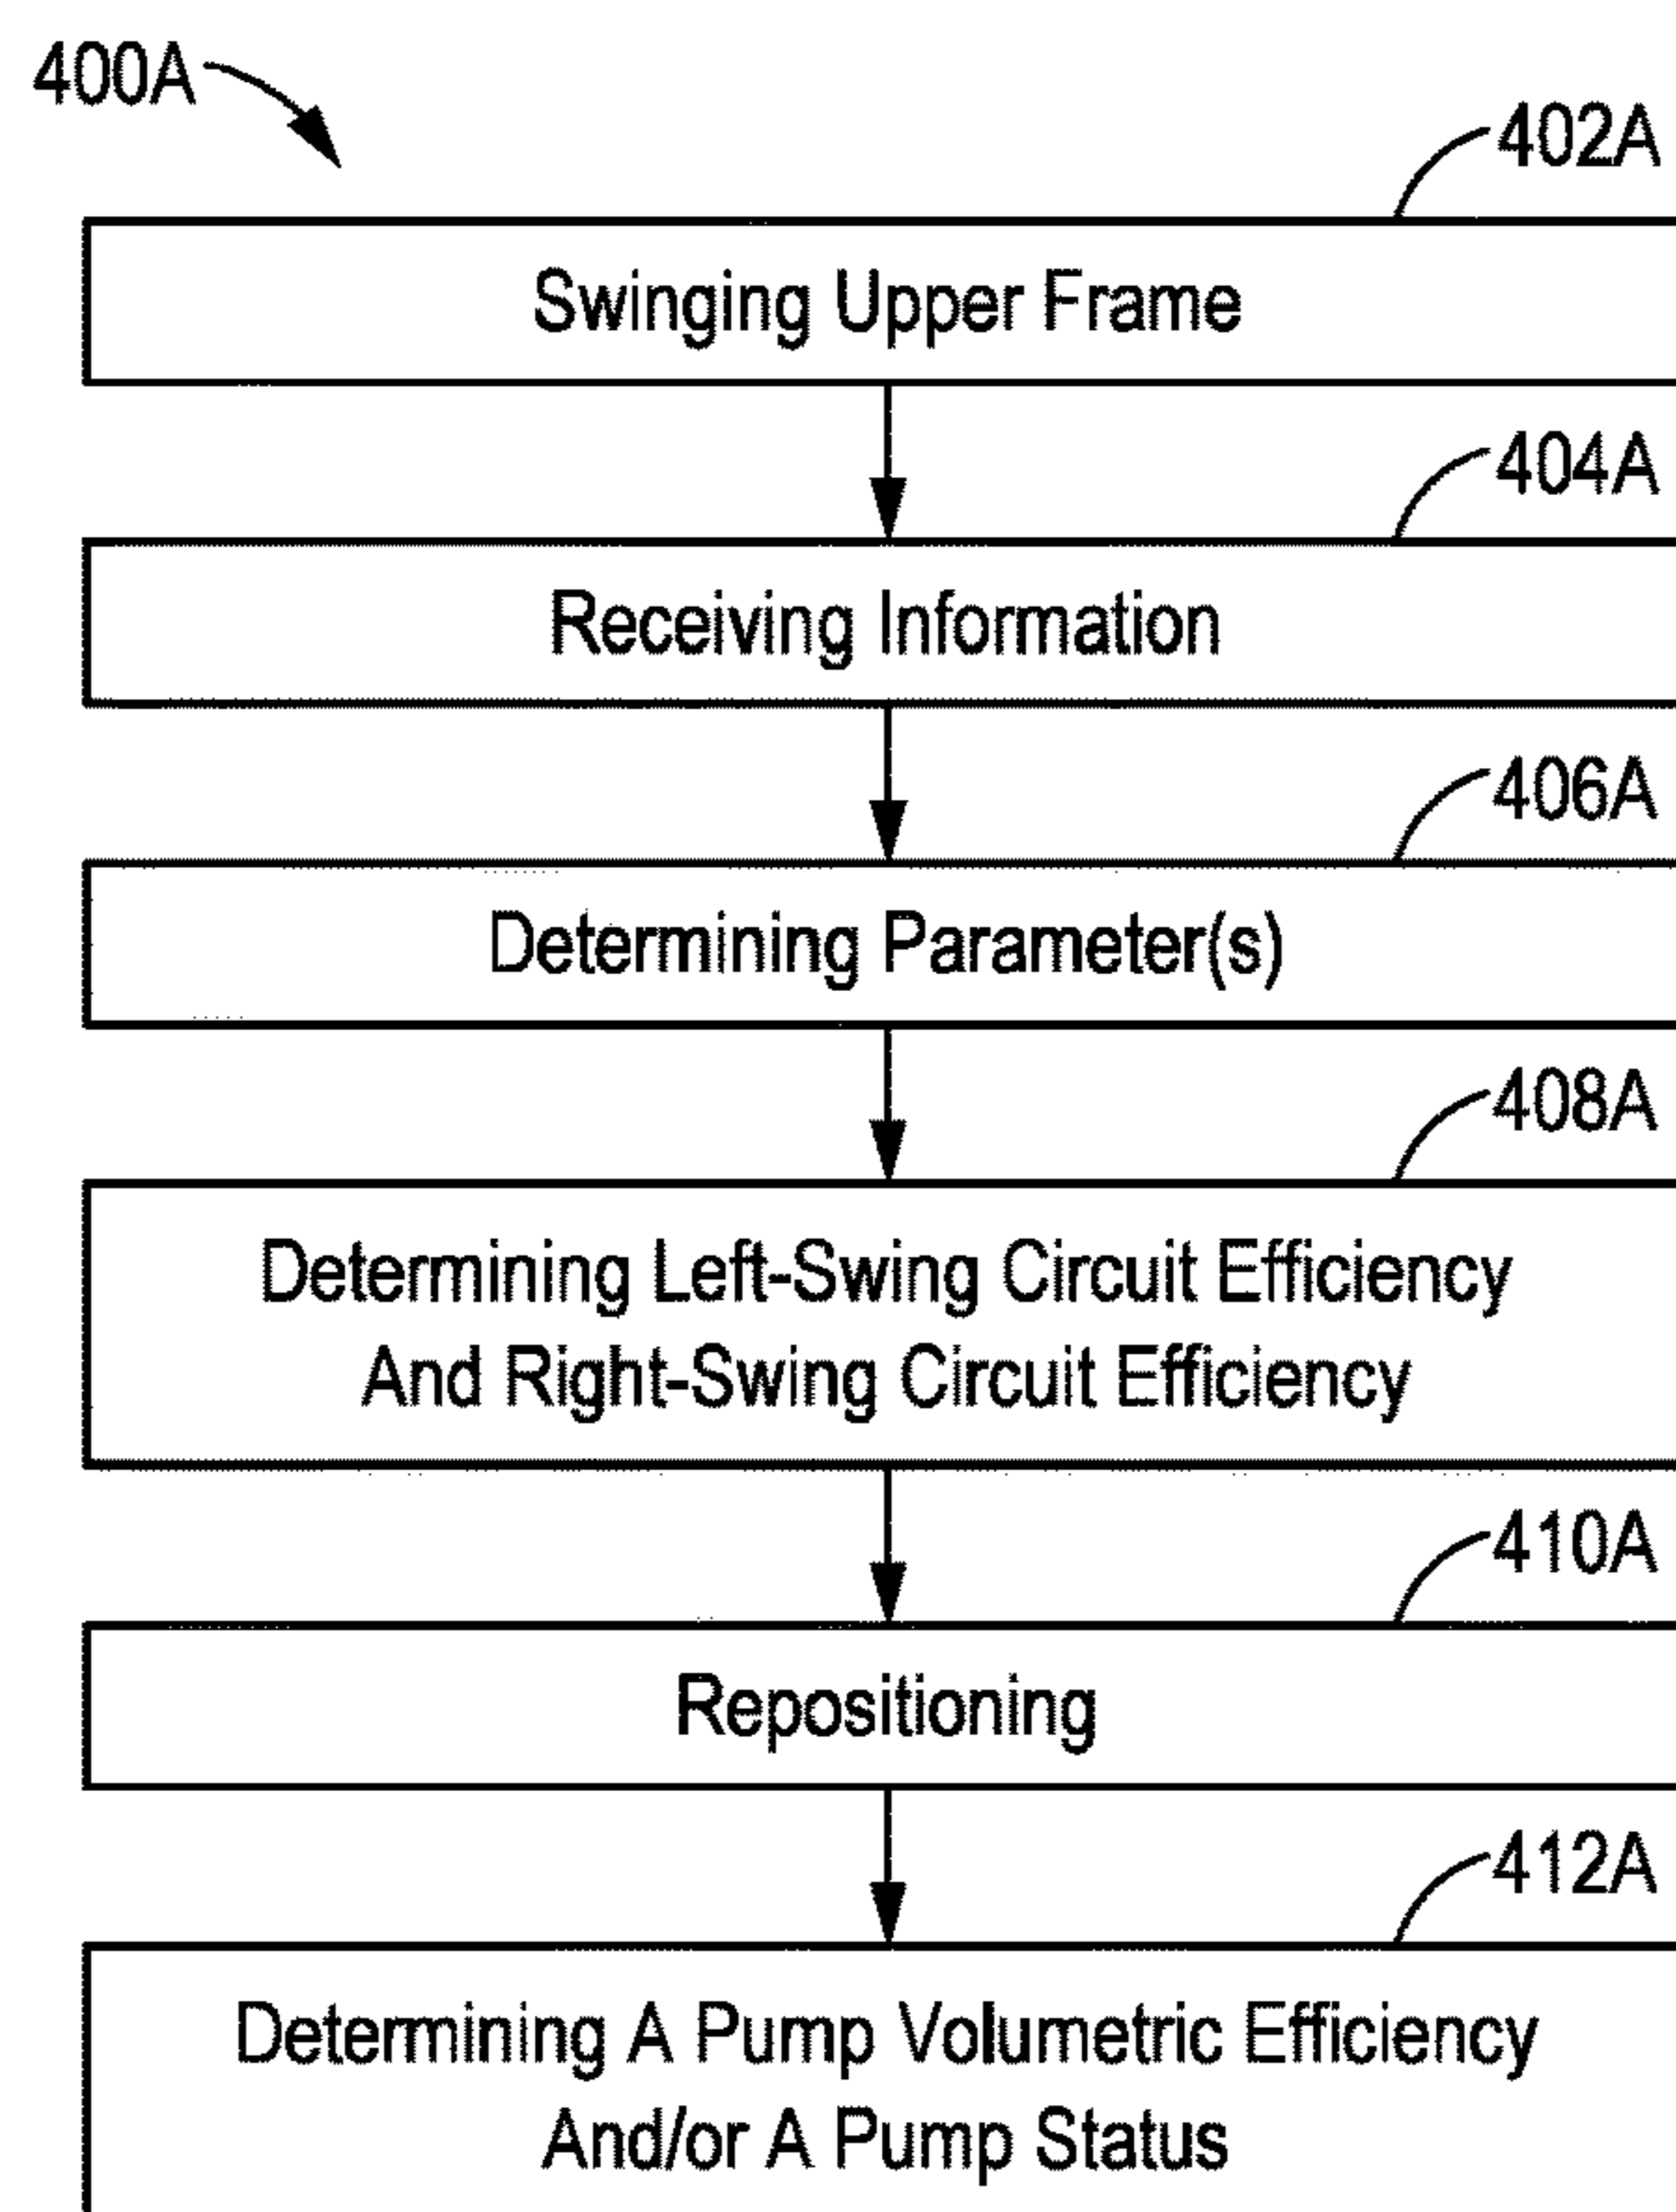 400A
402A
Swinging Upper Frame
404A
Receiving Information
406A
Determining Parameter(s)
408A
Determining Left-Swing Circuit Efficiency
And Right-Swing Circuit Efficiency
410A
Repositioning
412A
Determining A Pump Volumetric Efficiency
And/or A Pump Status